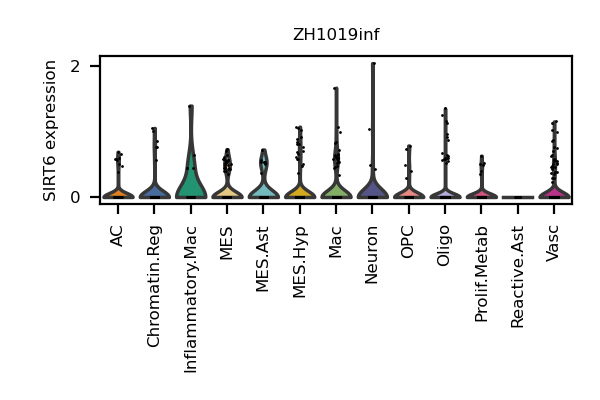 ZH1019inf
SIRT6 expression
2
0
AC
Chromatin.Reg
Inflammatory.Mac
MES
MES.Ast
MES.Hyp
Mac
Neuron
OPC
Oligo
Prolif.Metab
Reactive.Ast
Vasc